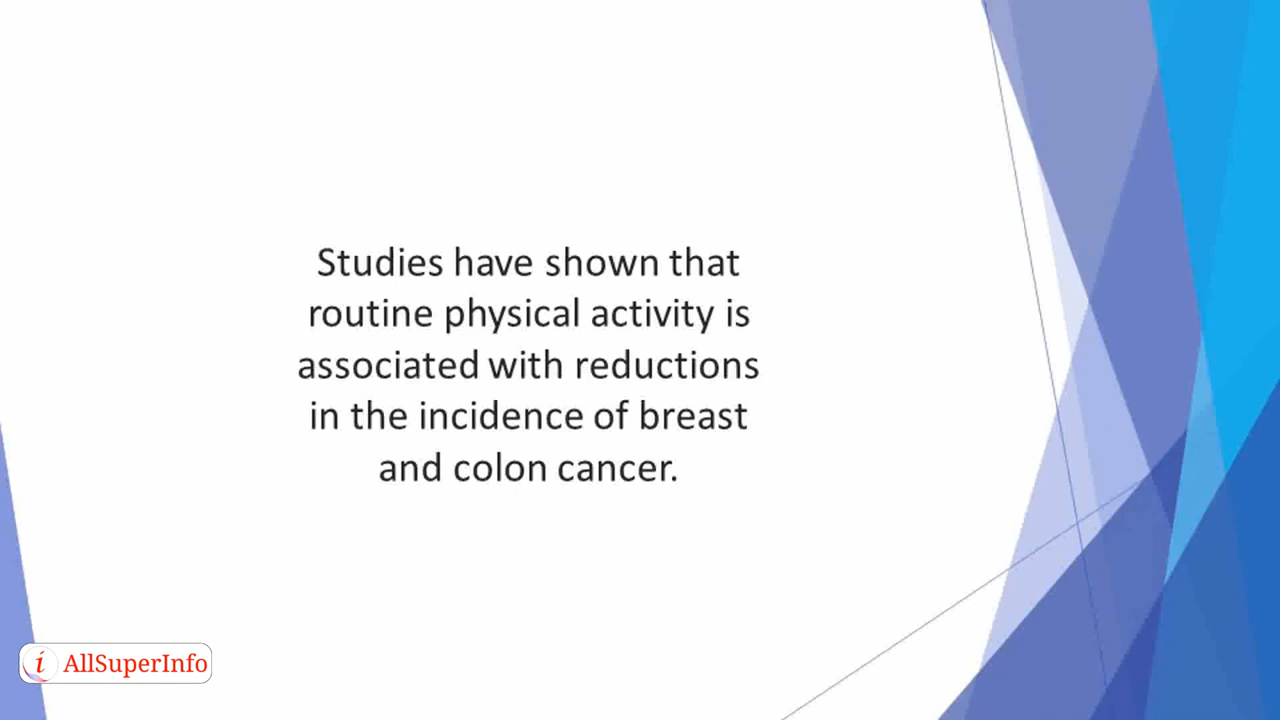 Studies have shown that
routine physical activity is
associated with reductions
in the incidence of breast
and colon cancer.
i AllSuperInfo